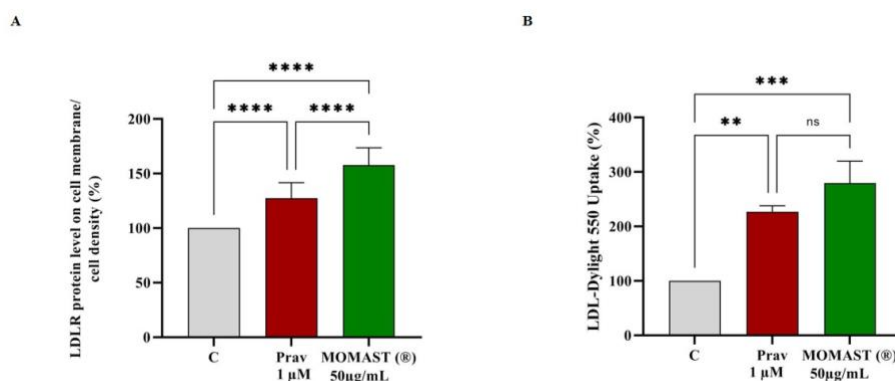 A
LDLR protein level on cell membrane/
cell density (%)
200
150
100
50
0
****
****
****
C
Prav
1 µM
MOMAST (®)
50µg/mL
B
LDL-Dylight 550 Uptake (%)
400
300
200
100
0
***
**
ns
C
Prav
1 µM
MOMAST (®)
50µg/mL